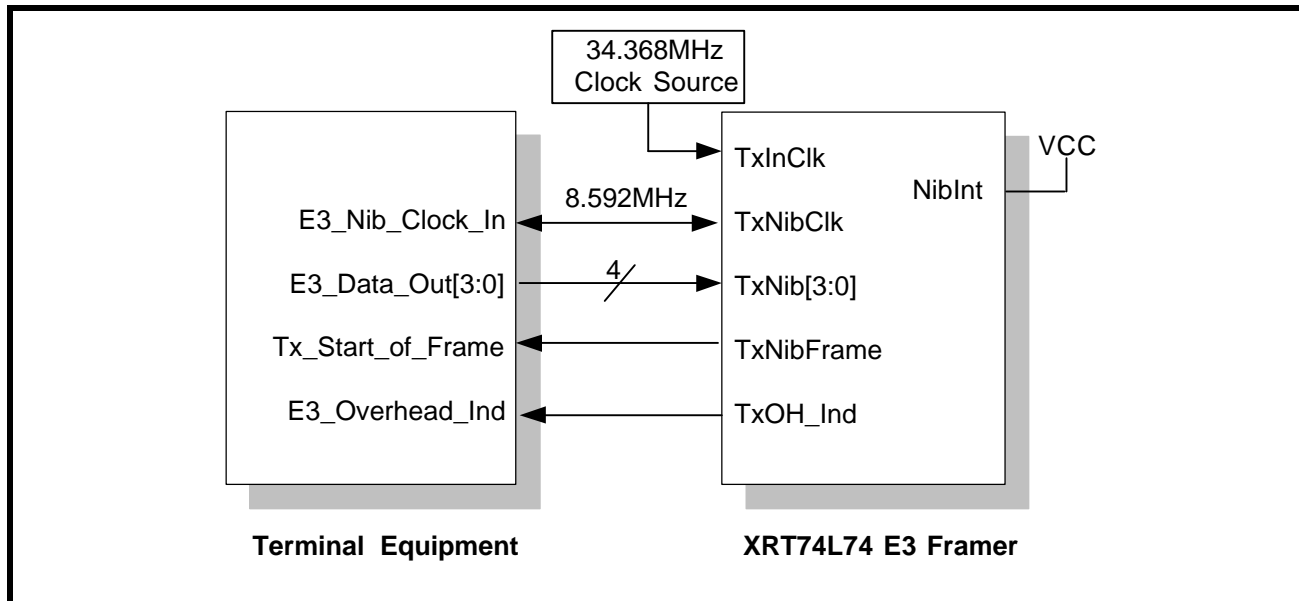 34.368MHz
Clock Source
VCC
TxInClk
NibInt
8.592MHz
E3_Nib_Clock_In
TxNibClk
E3_Data_Out[3:0]
4
TxNib[3:0]
Tx_Start_of_Frame
TxNibFrame
E3_Overhead_Ind
TxOH_Ind
Terminal Equipment
XRT74L74 E3 Framer